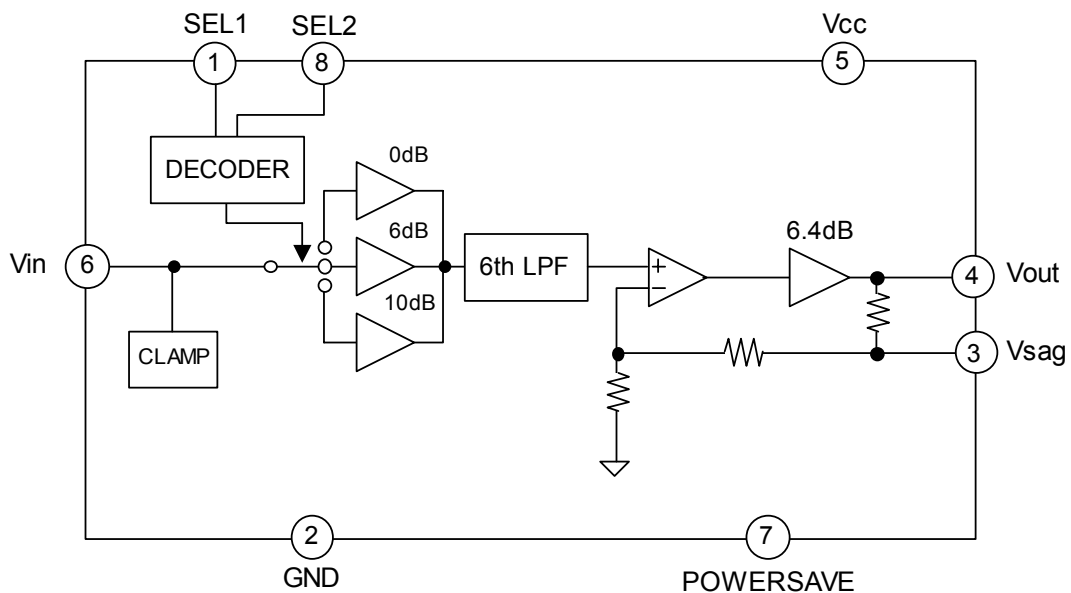 SEL1
SEL2
Vcc
1
8
5
DECODER
0dB
6dB
10dB
6.4dB
Vin
6
6th LPF
+
−
4
Vout
CLAMP
3
Vsag
2
7
GND
POWERSAVE